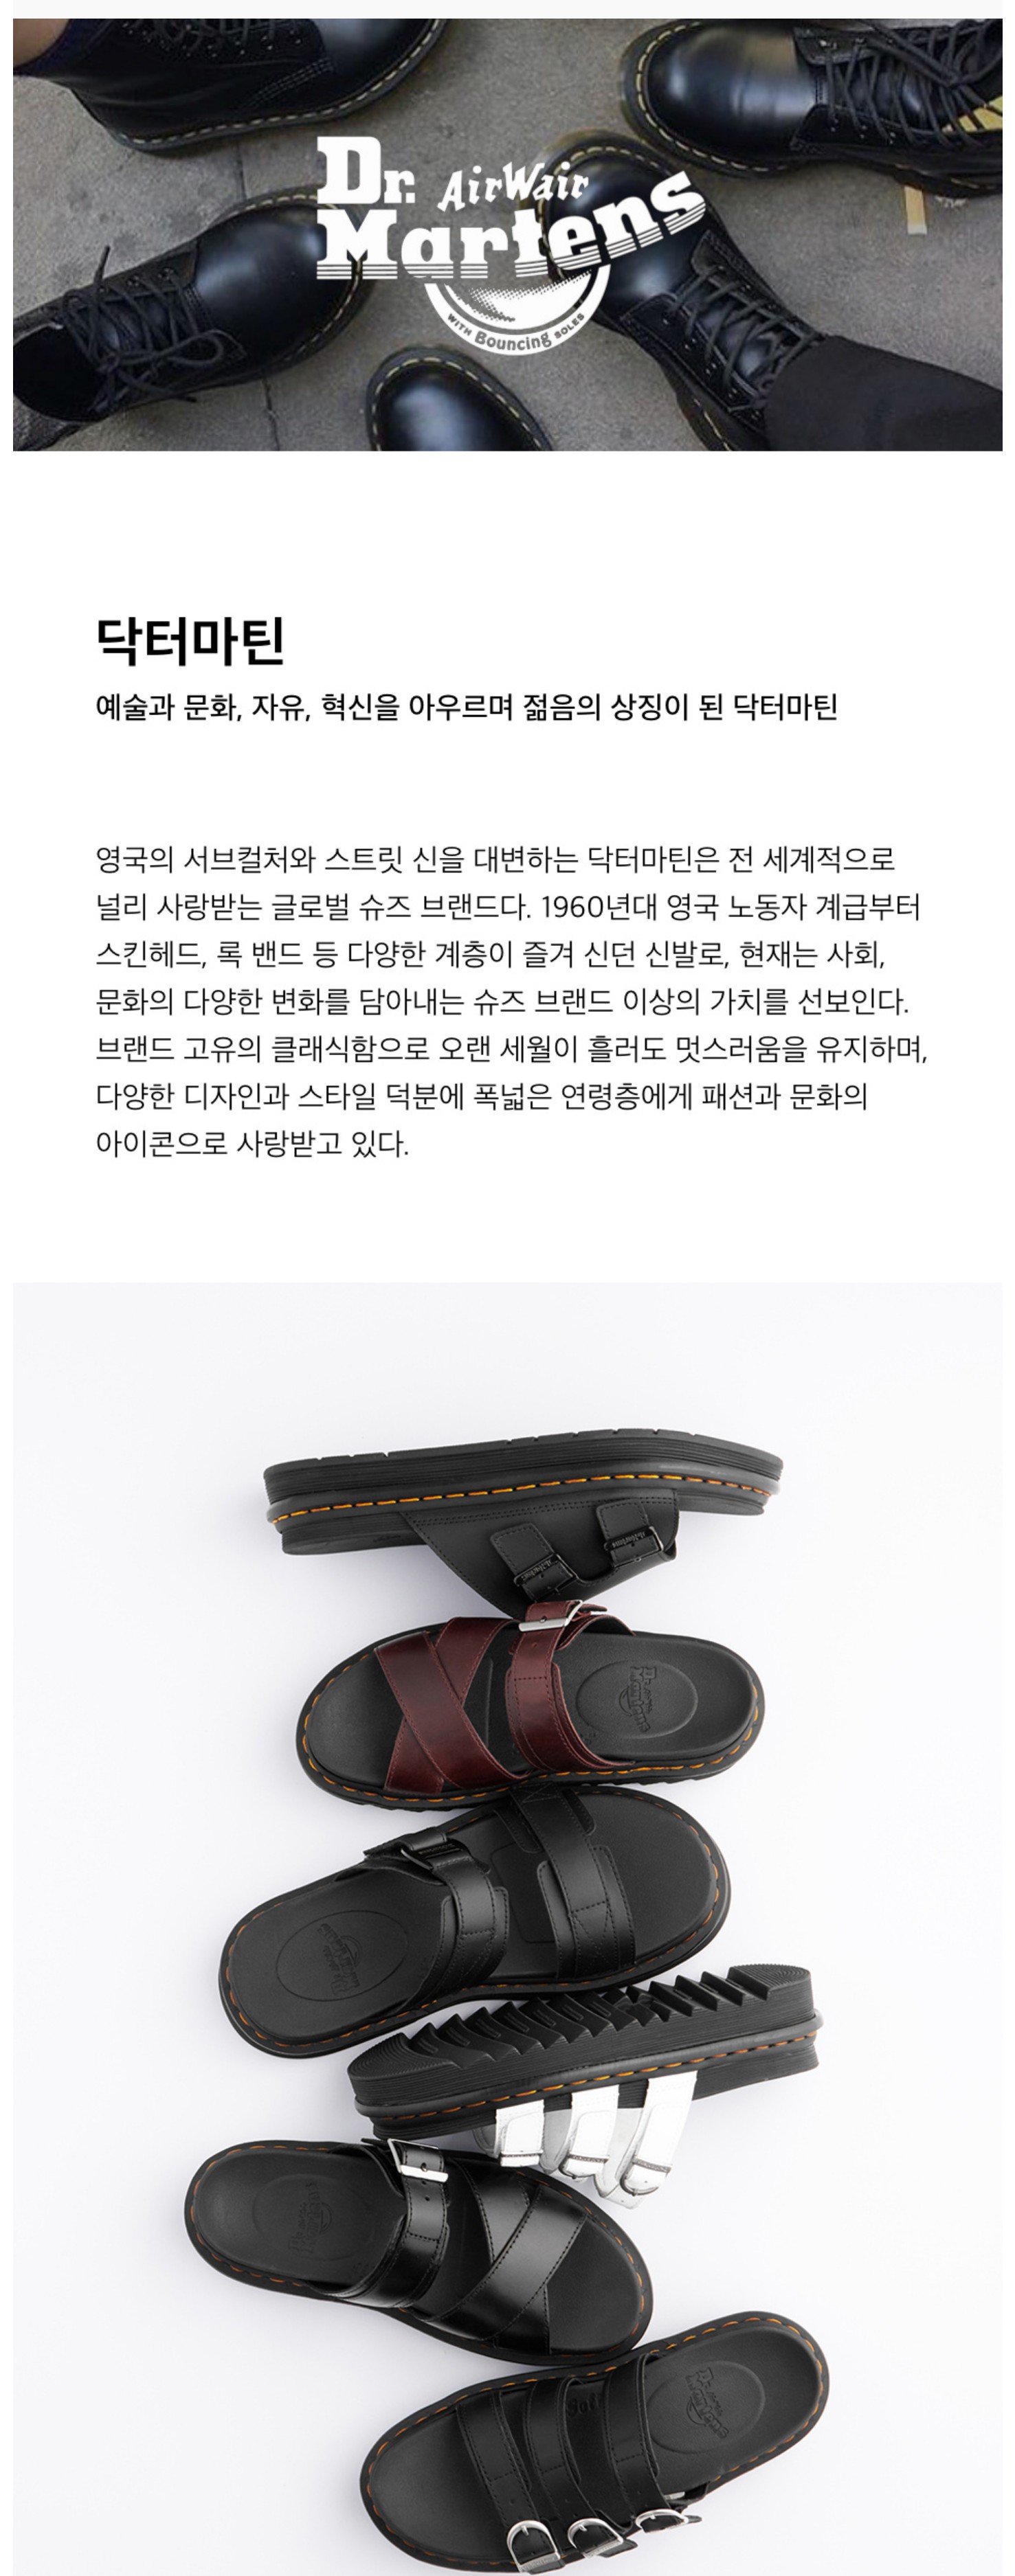 Dr. AirWair
Martens
WITH Bouncing SOLES
닥터마틴
예술과 문화, 자유, 혁신을 아우르며 젊음의 상징이 된 닥터마틴
영국의 서브컬처와 스트릿 신을 대변하는 닥터마틴은 전 세계적으로
널리 사랑받는 글로벌 슈즈 브랜드다. 1960년대 영국 노동자 계급부터
스킨헤드, 록 밴드 등 다양한 계층이 즐겨 신던 신발로, 현재는 사회,
문화의 다양한 변화를 담아내는 슈즈 브랜드 이상의 가치를 선보인다.
브랜드 고유의 클래식함으로 오랜 세월이 흘러도 멋스러움을 유지하며,
다양한 디자인과 스타일 덕분에 폭넓은 연령층에게 패션과 문화의
아이콘으로 사랑받고 있다.
Dr.
Martens
Dr.
Martens